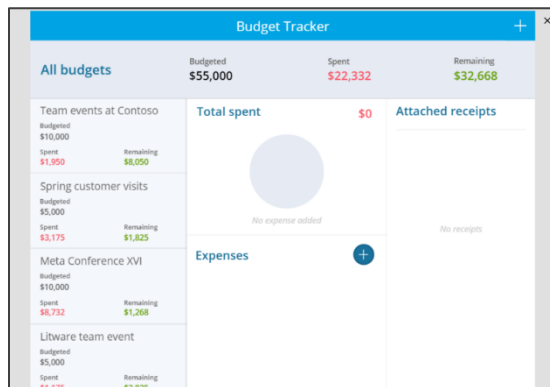 Budget Tracker
All budgets
Budgeted
$55,000
Spent
$22,332
Remaining
$32,668
Team events at Contoso
Budgeted
$10,000
Spent Remaining
$1,950 $8,050
Spring customer visits
Budgeted
$5,000
Spent Remaining
$3,175 $1,825
Meta Conference XVI
Budgeted
$10,000
Spent Remaining
$8,732 $1,268
Litware team event
Budgeted
$5,000
Spent Remaining
Total spent $0
No expense added
Expenses
Attached receipts
No receipts